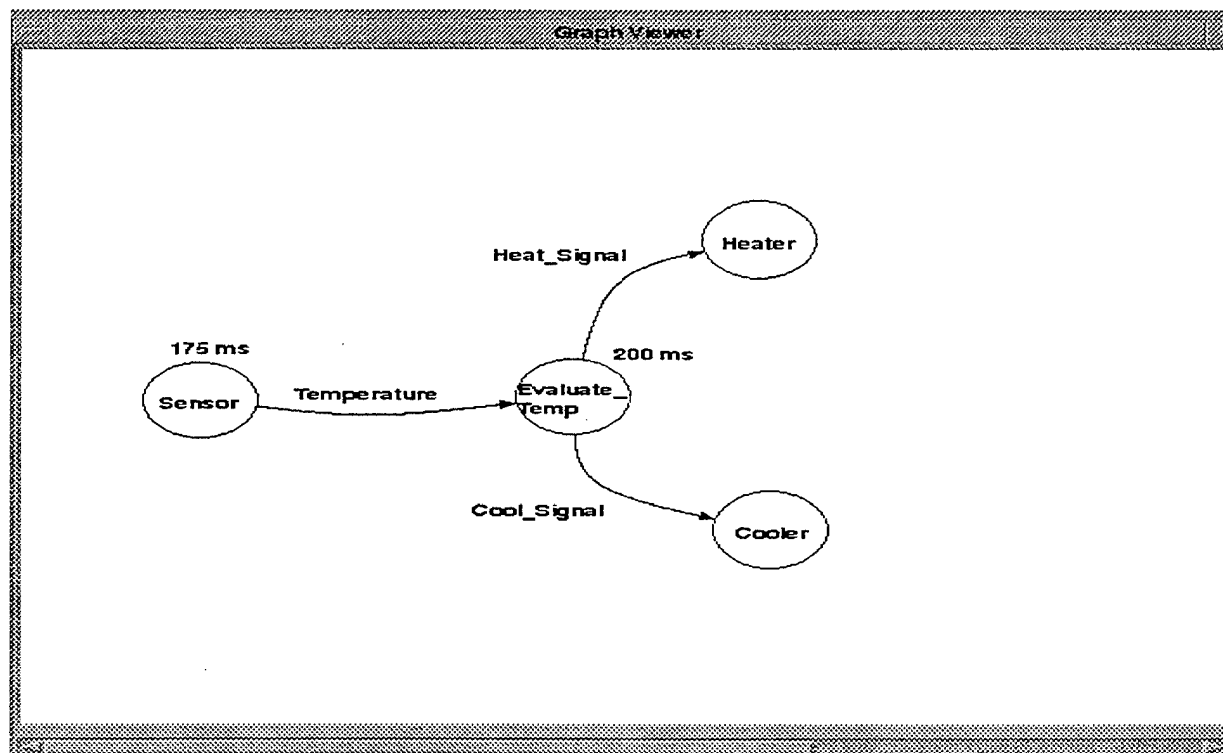 Graph Viewer
Heater
Heat_Signal
175 ms
200 ms
Sensor
Temperature
Evaluate_
Temp
Cool_Signal
Cooler